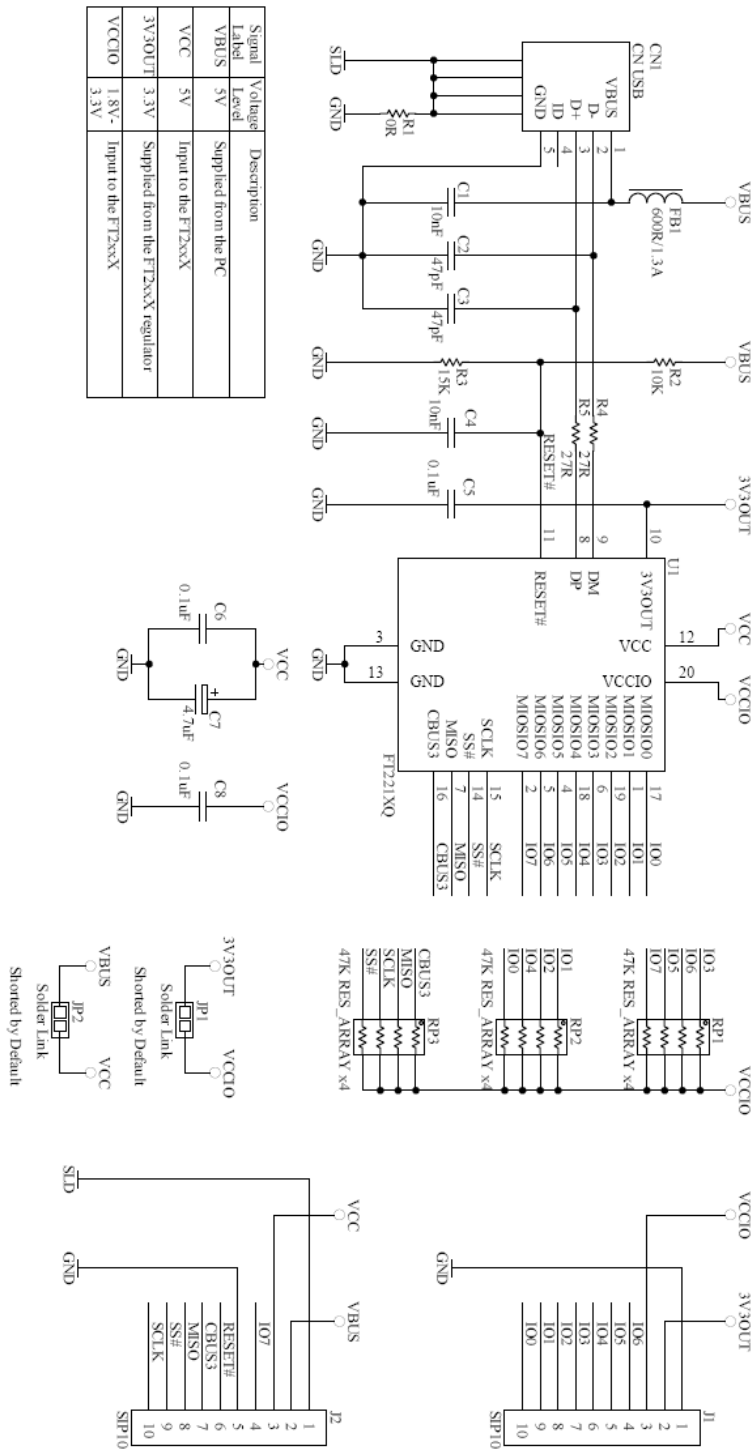 CN1
CN USB
VBUS
D-
D+
ID
GND
1
2
3
4
5
SLD
GND
R1
0R
VBUS
FB1
600R/1.3A
C1
10nF
C2
47pF
C3
47pF
GND
VBUS
R2
10K
R3
15K
GND
R4
27R
R5
27R
RESET#
C4
10nF
GND
3V3OUT
C5
0.1uF
GND
10
9
8
11
U1
3V3OUT
DM
DP
RESET#
VCC
12
VCC
VCCIO
20
VCCIO
GND
3
GND
13
GND
MIOSIO0
MIOSIO1
MIOSIO2
MIOSIO3
MIOSIO4
MIOSIO5
MIOSIO6
MIOSIO7
SCLK
SS#
MISO
CBUS3
FT221XQ
17 IO0
1 IO1
19 IO2
6 IO3
18 IO4
4 IO5
5 IO6
2 IO7
15 SCLK
14 SS#
7 MISO
16 CBUS3
IO3
IO6
IO5
IO7
RP1
47K RES_ARRAY x4
IO1
IO2
IO4
IO0
RP2
47K RES_ARRAY x4
CBUS3
MISO
SCLK
SS#
RP3
47K RES_ARRAY x4
VCCIO
VCCIO
3V3OUT
GND
IO6
IO5
IO4
IO3
IO2
IO1
IO0
J1
1
2
3
4
5
6
7
8
9
10
SIP10
Signal Label
Voltage Level
Description
VBUS 5V Supplied from the PC
VCC 5V Input to the FT2xxX
3V3OUT 3.3V Supplied from the FT2xxX regulator
VCCIO 1.8V-
3.3V
Input to the FT2xxX
VCC
C6
0.1uF
C7
4.7uF
+
GND
VCCIO
C8
0.1uF
GND
3V3OUT
VCCIO
JP1
Solder Link
Shorted by Default
VBUS
VCC
JP2
Solder Link
Shorted by Default
SLD
VCC
GND
VBUS
IO7
RESET#
CBUS3
MISO
SS#
SCLK
J2
1
2
3
4
5
6
7
8
9
10
SIP10